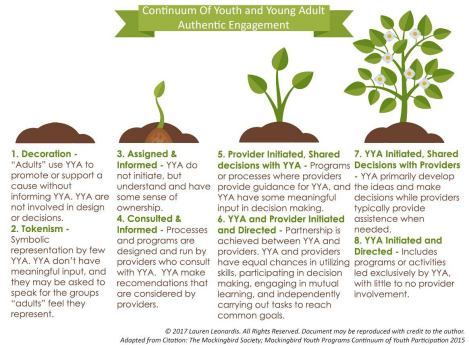 Continuum Of Youth and Young Adult
Authentic Engagement
1. Decoration -
"Adults" use YYA to
promote or support a
cause without
informing YYA. YYA are
not involved in design
or decisions.
2. Tokenism -
Symbolic
representation by few
YYA. YYA don't have
meaningful input, and
they may be asked to
speak for the groups
"adults" feel they
represent.
3. Assigned &
Informed - YYA do
not initiate, but
understand and have
some sense of
ownership.
4. Consulted &
Informed - Processes
and programs are
designed and run by
providers who consult
with YYA.  YYA make
recomendations that
are considered by
providers.
5. Provider Initiated, Shared
decisions with YYA - Programs
or processes where providers
provide guidance for YYA, and
YYA have some meaningful
input in decision making.
6. YYA and Provider Initiated
and Directed - Partnership is
achieved between YYA and
providers. YYA and providers
have equal chances in utilizing
skills, participating in decision
making, engaging in mutual
learning, and independently
carrying out tasks to reach
common goals.
7. YYA Initiated, Shared
Decisions with Providers
- YYA primarily develop
the ideas and make
decisions while providers
typically provide
assistance when
needed.
8. YYA Initiated and
Directed - Includes
programs or activities
led exclusively by YYA,
with little to no provider
involvement.
© 2017 Lauren Leonardis. All Rights Reserved. Document may be reproduced with credit to the author.
Adapted from Citation: The Mockingbird Society; Mockingbird Youth Programs Continuum of Youth Participation 2015